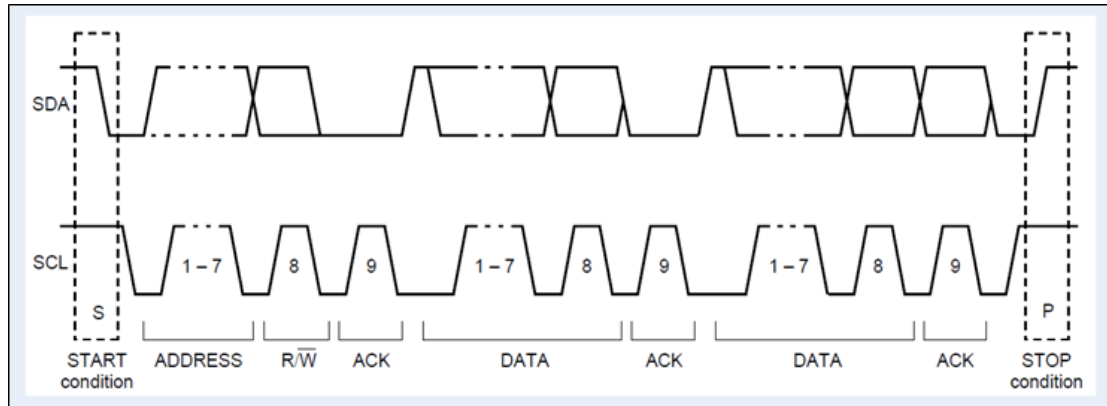 SDA
SCL
1 – 7
8
9
1 – 7
8
9
1 – 7
8
9
S
P
START
condition
ADDRESS
R/W̅
ACK
DATA
ACK
DATA
ACK
STOP
condition